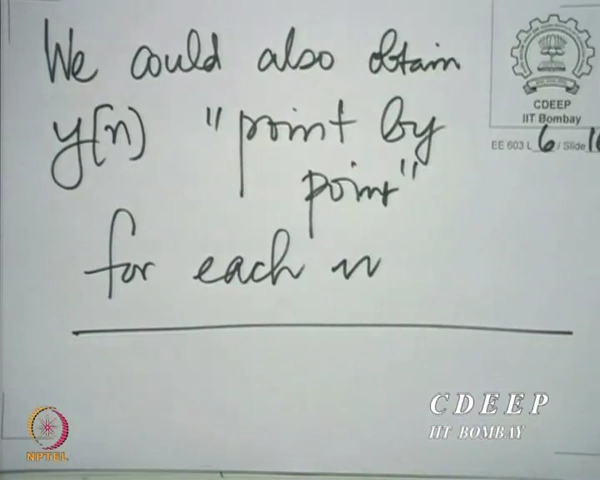 We could also obtain
y[n] "point by
point"
for each n
CDEEP
IIT Bombay
EE 603 L 6 / Slide
NPTEL
CDEEP
IIT BOMBAY